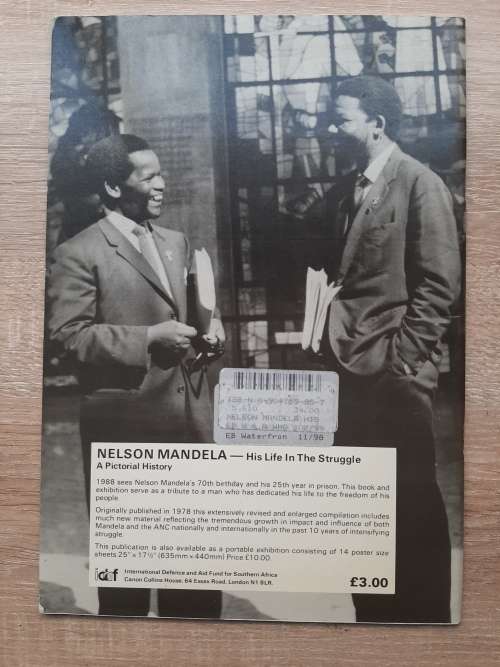 NELSON MANDELA — His Life In The Struggle
A Pictorial History
1988 sees Nelson Mandela's 70th birthday and his 25th year in prison. This book and
exhibition serve as a tribute to a man who has dedicated his life to the freedom of his
people.
Originally published in 1978 this extensively revised and enlarged compilation includes
much new material reflecting the tremendous growth in impact and influence of both
Mandela and the ANC nationally and internationally in the past 10 years of intensifying
struggle.
This publication is also available as a portable exhibition consisting of 14 poster size
sheets 25" x 17½" (635mm x 440mm) Price £10.00.
International Defence and Aid Fund for Southern Africa
Canon Collins House, 64 Essex Road, London N1 8LR.
£3.00
NELSON MANDELA HIS
EB Waterfron 11/98